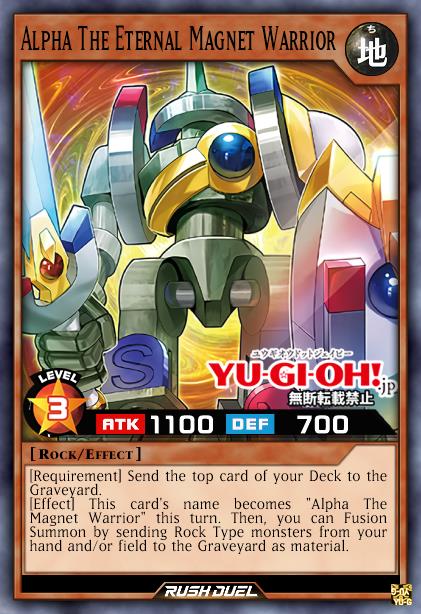 ALPHA THE ETERNAL MAGNET WARRIOR
ち
地
S
ユウギオウドットジェイピー
YU-GI-OH!.jp
無断転載禁止
LEVEL
3
ATK 1100 DEF 700
[ROCK/EFFECT]
[Requirement] Send the top card of your Deck to the
Graveyard.
[Effect] This card's name becomes "Alpha The
Magnet Warrior" this turn. Then, you can Fusion
Summon by sending Rock Type monsters from your
hand and/or field to the Graveyard as material.
RUSH DUEL